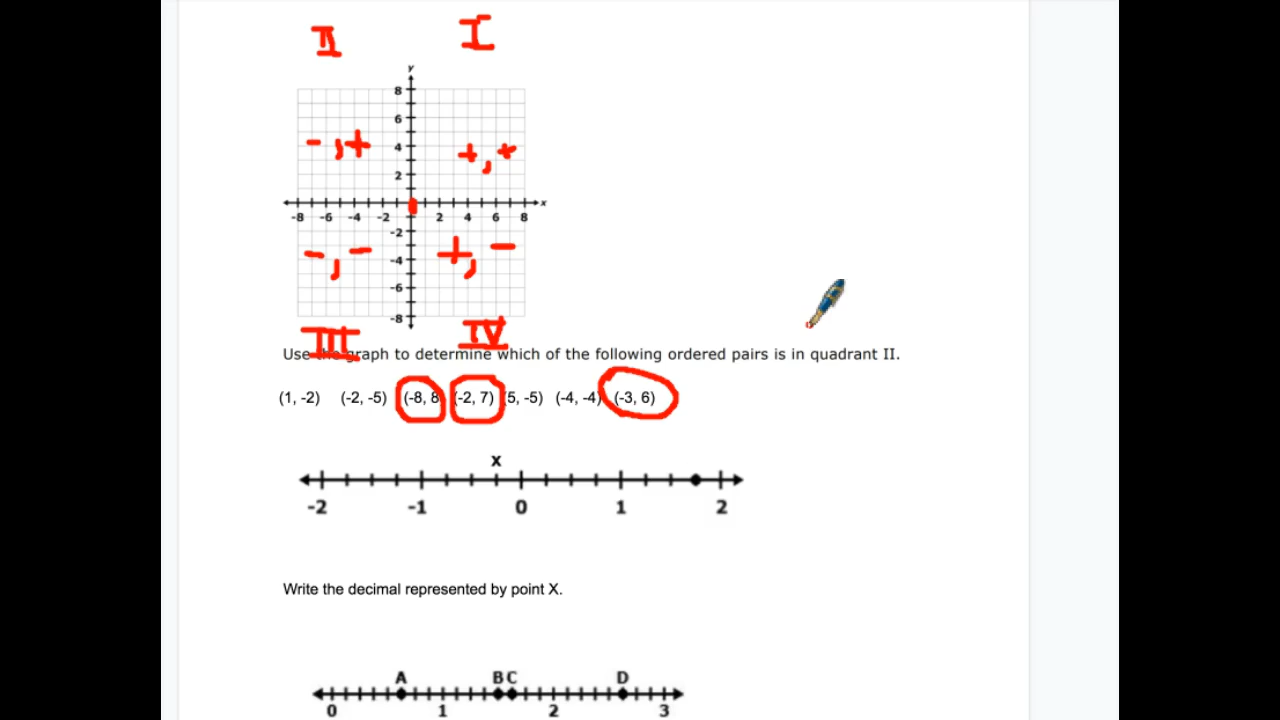 II I
y
8
6
-,+ 4 +,+
2
x
-8 -6 -4 -2 2 4 6 8
-2
-,- -4 +,-
-6
-8
III IV
Use the graph to determine which of the following ordered pairs is in quadrant II.
(1, -2) (-2, -5) (-8, 8 (-2, 7) (5, -5) (-4, -4) (-3, 6)
X
-2 -1 0 1 2
Write the decimal represented by point X.
A B C D
0 1 2 3